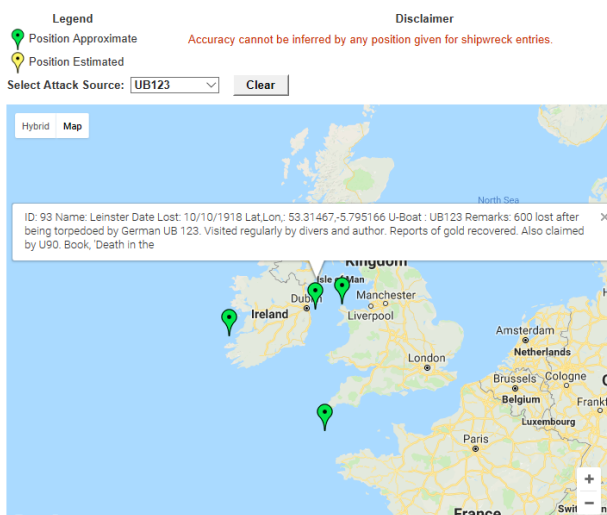 Legend
Disclaimer
Position Approximate
Accuracy cannot be inferred by any position given for shipwreck entries.
Position Estimated
Select Attack Source: UB123 Clear
Hybrid Map
North Sea
ID: 93 Name: Leinster Date Lost: 10/10/1918 Lat,Lon,: 53.31467,-5.795166 U-Boat : UB123 Remarks: 600 lost after
being torpedoed by German UB 123. Visited regularly by divers and author. Reports of gold recovered. Also claimed
by U90. Book, 'Death in the
Kingdom
Isle of Man
Manchester
Ireland
Liverpool
Amsterdam
Netherlands
London
Brussels
Cologne
Belgium
Frankf
Luxembourg
Paris
France
Swit